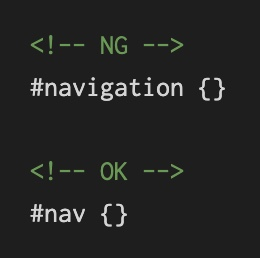 <!-- NG -->
#navigation {}
<!-- OK -->
#nav {}